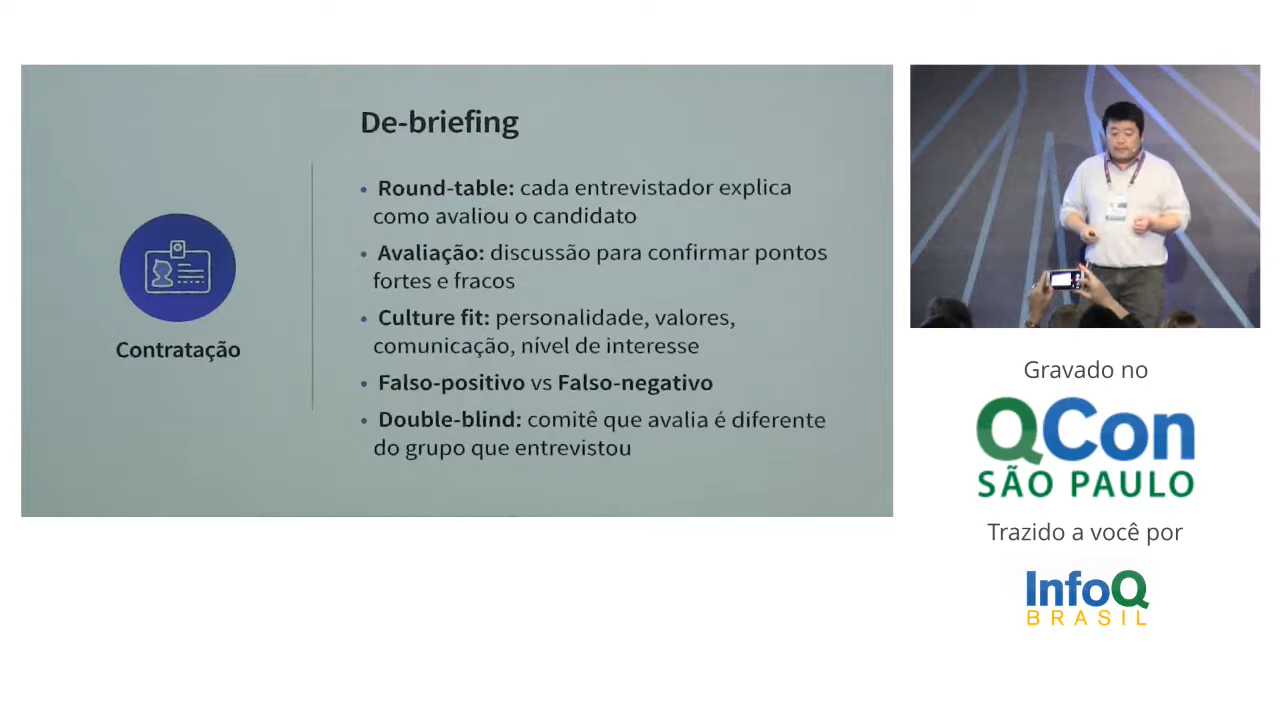 De-briefing
• Round-table: cada entrevistador explica
como avaliou o candidato
• Avaliação: discussão para confirmar pontos
fortes e fracos
• Culture fit: personalidade, valores,
comunicação, nível de interesse
• Falso-positivo vs Falso-negativo
• Double-blind: comitê que avalia é diferente
do grupo que entrevistou
Contratação
Gravado no
QCon
SÃO PAULO
Trazido a você por
InfoQ
BRASIL